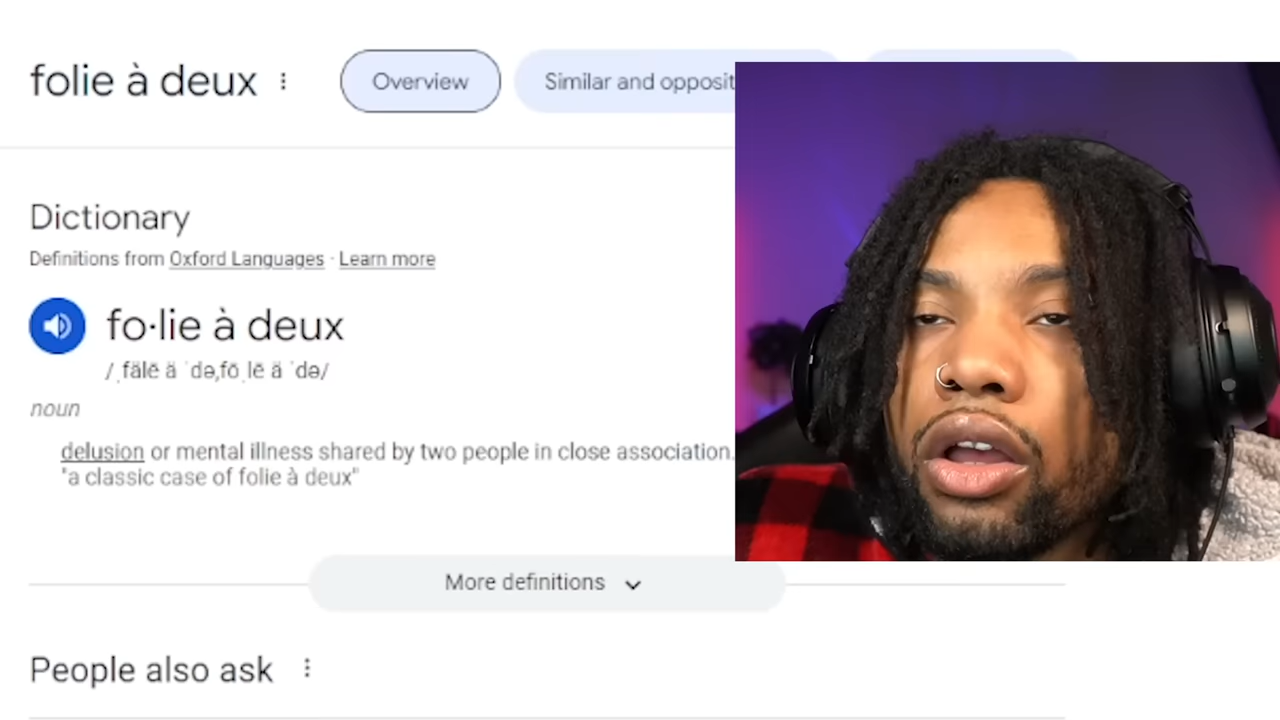 folie à deux
Overview
Similar and opposit
Dictionary
Definitions from Oxford Languages · Learn more
fo·lie à deux
/ˌfälē ä ˈdə,fōˌlē ä ˈdə/
noun
delusion or mental illness shared by two people in close association.
"a classic case of folie à deux"
More definitions
People also ask